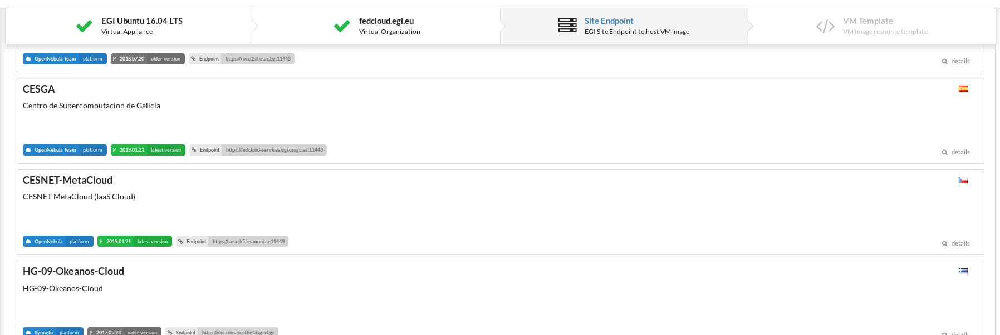 EGI Ubuntu 16.04 LTS
Virtual Appliance
fedcloud.egi.eu
Virtual Organization
Site Endpoint
EGI Site Endpoint to host VM image
VM Template
VM Image resource template
OpenNebula Team platform 2018.07.20 older version Endpoint https://rocci2.iihe.ac.be:11443
details
CESGA
Centro de Supercomputacion de Galicia
OpenNebula Team platform 2019.01.21 latest version Endpoint https://fedcloud-services.egi.cesga.es:11443
details
CESNET-MetaCloud
CESNET MetaCloud (IaaS Cloud)
OpenNebula platform 2019.01.21 latest version Endpoint https://carach5.ics.muni.cz:11443
details
HG-09-Okeanos-Cloud
HG-09-Okeanos-Cloud
Synnefo platform 2017.05.23 older version Endpoint https://okeanos-occi.hellasgrid.gr
details